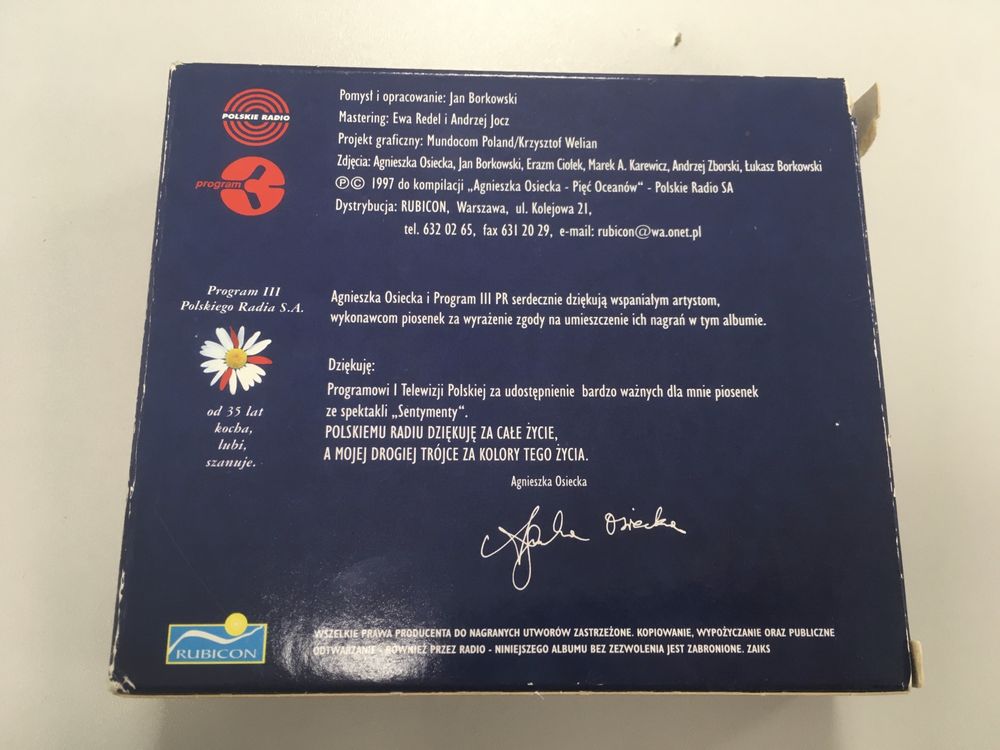 POLSKIE RADIO
program 3
Pomysł i opracowanie: Jan Borkowski
Mastering: Ewa Redel i Andrzej Jocz
Projekt graficzny: Mundocom Poland/Krzysztof Welian
Zdjęcia: Agnieszka Osiecka, Jan Borkowski, Erazm Ciołek, Marek A. Karewicz, Andrzej Zborski, Łukasz Borkowski
℗© 1997 do kompilacji „Agnieszka Osiecka - Pięć Oceanów“ - Polskie Radio SA
Dystrybucja: RUBICON, Warszawa, ul. Kolejowa 21,
tel. 632 02 65, fax 631 20 29, e-mail: rubicon@wa.onet.pl
Program III
Polskiego Radia S.A.
od 35 lat
kocha,
lubi,
szanuje.
Agnieszka Osiecka i Program III PR serdecznie dziękują wspaniałym artystom,
wykonawcom piosenek za wyrażenie zgody na umieszczenie ich nagrań w tym albumie.
Dziękuję:
Programowi I Telewizji Polskiej za udostępnienie bardzo ważnych dla mnie piosenek
ze spektakli „Sentymenty“.
POLSKIEMU RADIU DZIĘKUJĘ ZA CAŁE ŻYCIE,
A MOJEJ DROGIEJ TRÓJCE ZA KOLORY TEGO ŻYCIA.
Agnieszka Osiecka
Agnieszka Osiecka
RUBICON
WSZELKIE PRAWA PRODUCENTA DO NAGRANYCH UTWORÓW ZASTRZEŻONE. KOPIOWANIE, WYPOŻYCZANIE ORAZ PUBLICZNE
ODTWARZANIE - RÓWNIEŻ PRZEZ RADIO - NINIEJSZEGO ALBUMU BEZ ZEZWOLENIA JEST ZABRONIONE. ZAIKS